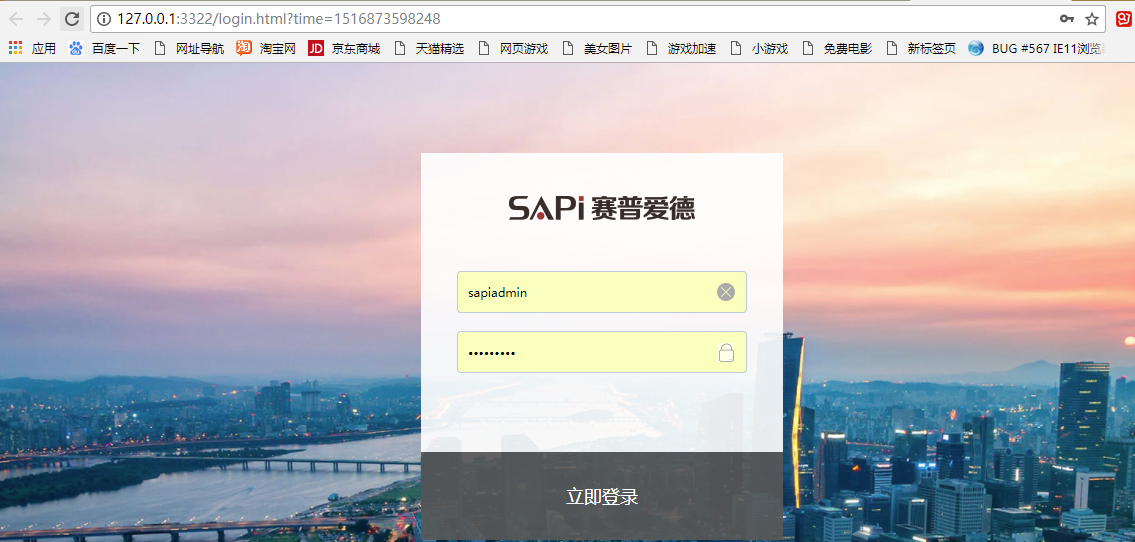 127.0.0.1:3322/login.html?time=1516873598248
应用 百度一下 网址导航 淘 淘宝网 JD 京东商城 天猫精选 网页游戏 美女图片 游戏加速 小游戏 免费电影 新标签页 BUG #567 IE11浏览
SAPi 赛普爱德
sapiadmin
•••••••••
立即登录